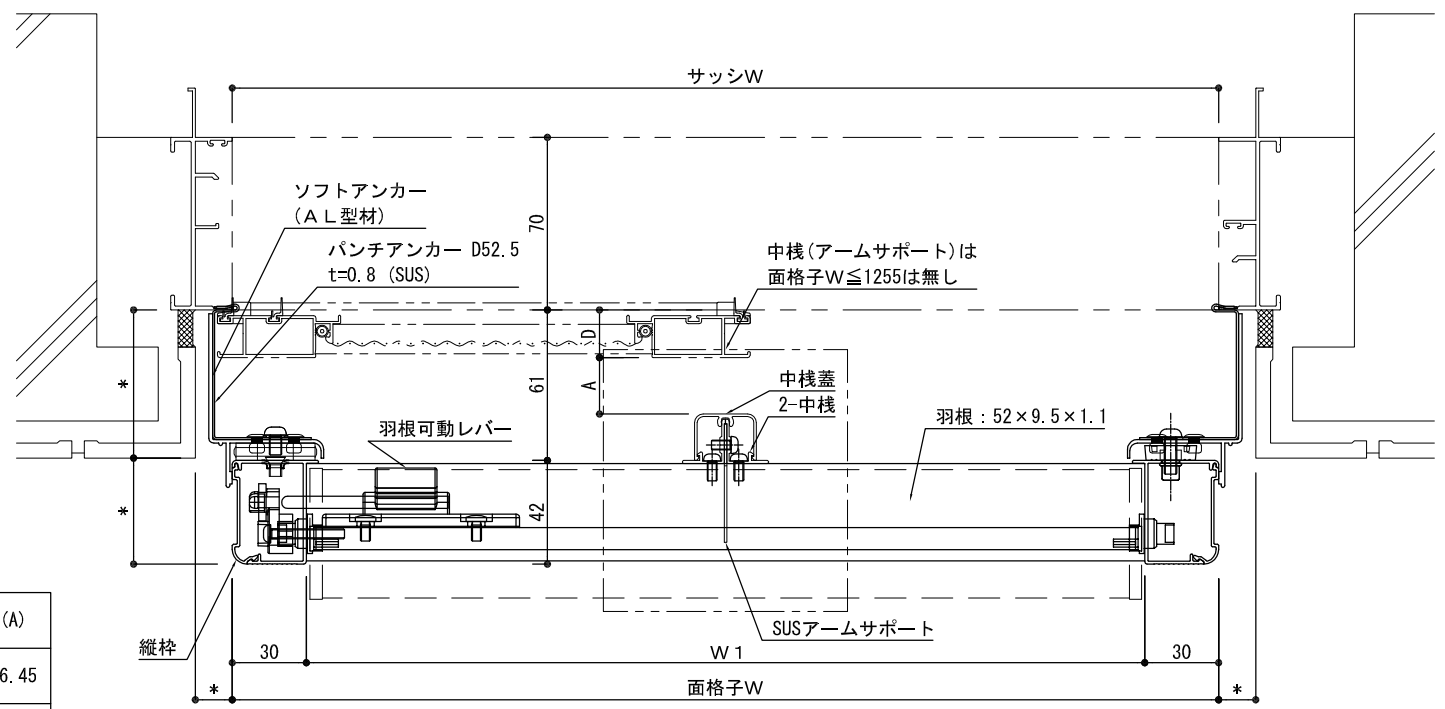 サッシW
ソフトアンカー
(AL型材)
パンチアンカー D52.5
t=0.8 (SUS)
70
中桟(アームサポート)は
面格子W≦1255は無し
D
61
A
*
中桟蓋
2-中桟
羽根可動レバー
羽根：52×9.5×1.1
*
42
(A)
6.45
縦枠
30
W1
SUSアームサポート
30
*
面格子W
*